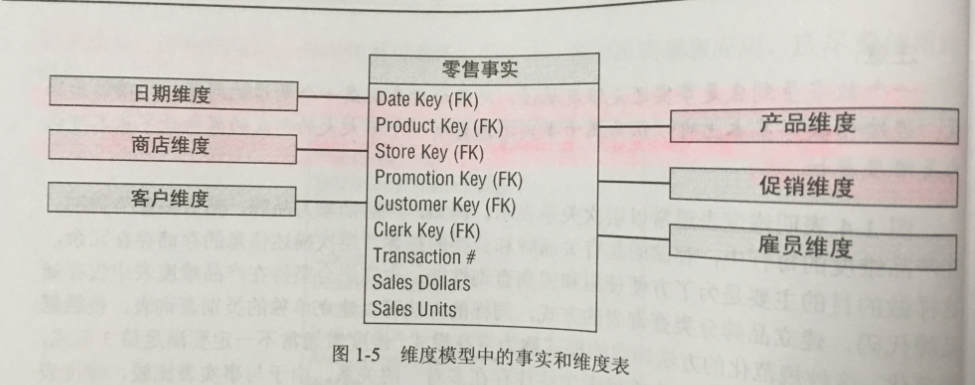 零售事实
Date Key (FK)
Product Key (FK)
Store Key (FK)
Promotion Key (FK)
Customer Key (FK)
Clerk Key (FK)
Transaction #
Sales Dollars
Sales Units
日期维度
商店维度
客户维度
产品维度
促销维度
雇员维度
图 1-5 维度模型中的事实和维度表